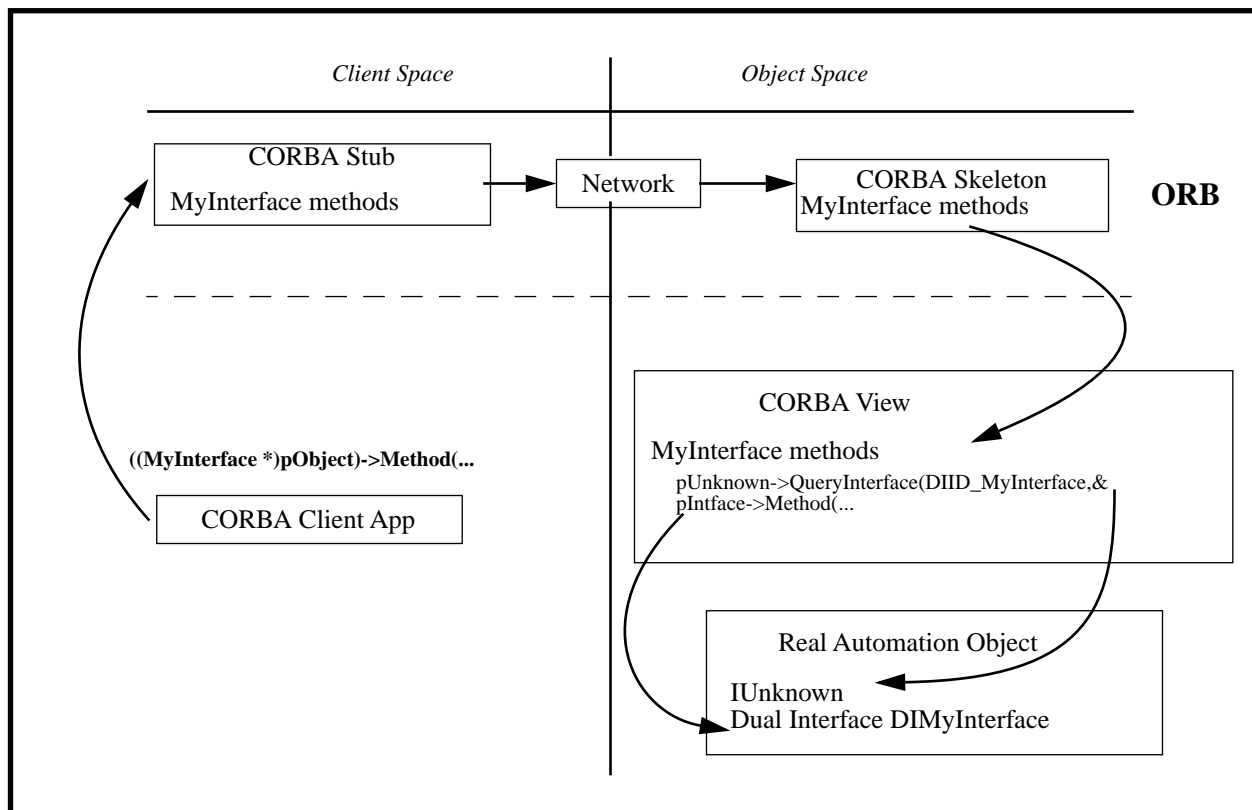 Client Space
Object Space
CORBA Stub
MyInterface methods
Network
CORBA Skeleton
MyInterface methods
ORB
CORBA View
MyInterface methods
pUnknown->QueryInterface(DIID_MyInterface,&
pIntface->Method(...
((MyInterface *)pObject)->Method(...
CORBA Client App
Real Automation Object
IUnknown
Dual Interface DIMyInterface